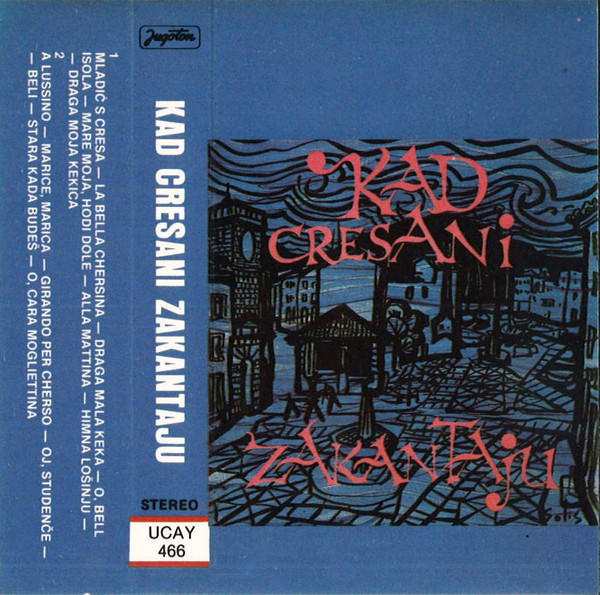 1
MLADIĆ S CRESA — LA BELLA CHERSINA — DRAGA MALA KEKA — O, BELL
ISOLA — MARE MOJA, HODI DOLE — ALLA MATTINA — HIMNA LOŠINJU —
— DRAGA MOJA KEKICA
2
A LUSSINO — MARICE, MARICA — GIRANDO PER CHERSO — OJ, STUDENČE —
— BELI — STARA KADA BUDEŠ — O, CARA MOGLIETTINA
Jugoton
KAD CRESANI ZAKANTAJU
STEREO
UCAY
466
KAD
CRESANi
ZAKANTAju
Solis